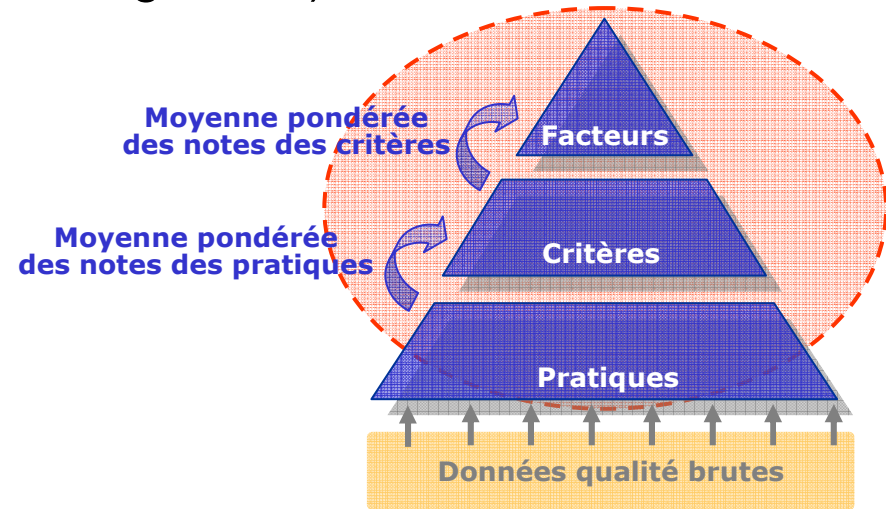 Moyenne pondérée
des notes des critères
Facteurs
Moyenne pondérée
des notes des pratiques
Critères
Pratiques
Données qualité brutes